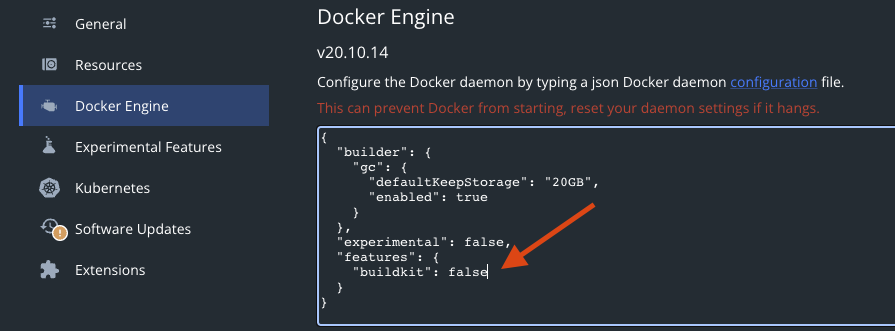 Docker Engine
v20.10.14
Configure the Docker daemon by typing a json Docker daemon configuration file.
This can prevent Docker from starting, reset your daemon settings if it hangs.
General
Resources
Docker Engine
Experimental Features
Kubernetes
Software Updates
Extensions
{
  "builder": {
    "gc": {
      "defaultKeepStorage": "20GB",
      "enabled": true
    }
  },
  "experimental": false,
  "features": {
    "buildkit": false
  }
}